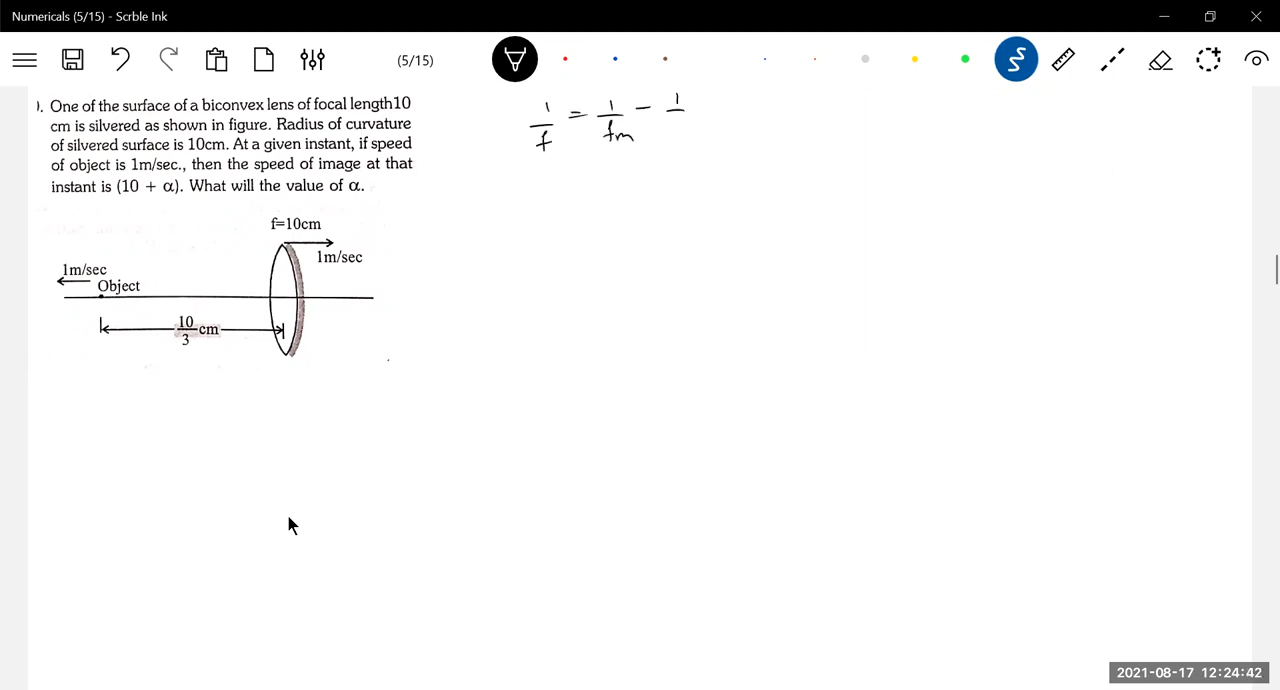 Numericals (5/15) - Scrble Ink
(5/15)
). One of the surface of a biconvex lens of focal length10
cm is silvered as shown in figure. Radius of curvature
of silvered surface is 10cm. At a given instant, if speed
of object is 1m/sec., then the speed of image at that
instant is (10 + α). What will the value of α.
1/f = 1/fm - 1/
f=10cm
1m/sec
1m/sec
Object
10/3 cm
2021-08-17 12:24:42